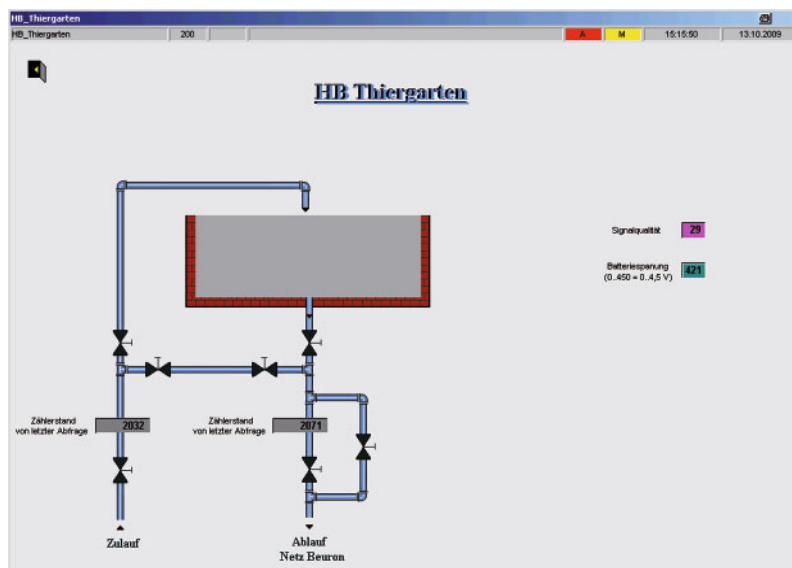 HB_Thiergarten
HB_Thiergarten 200 A M 15:15:50 13.10.2009
HB Thiergarten
Signalqualität 29
Batteriespanung 421
(0..450 = 0..4,5 V)
Zählerstand
von letzter Abfrage 2032
Zählerstand
von letzter Abfrage 2071
Zulauf
Ablauf
Netz Beuron